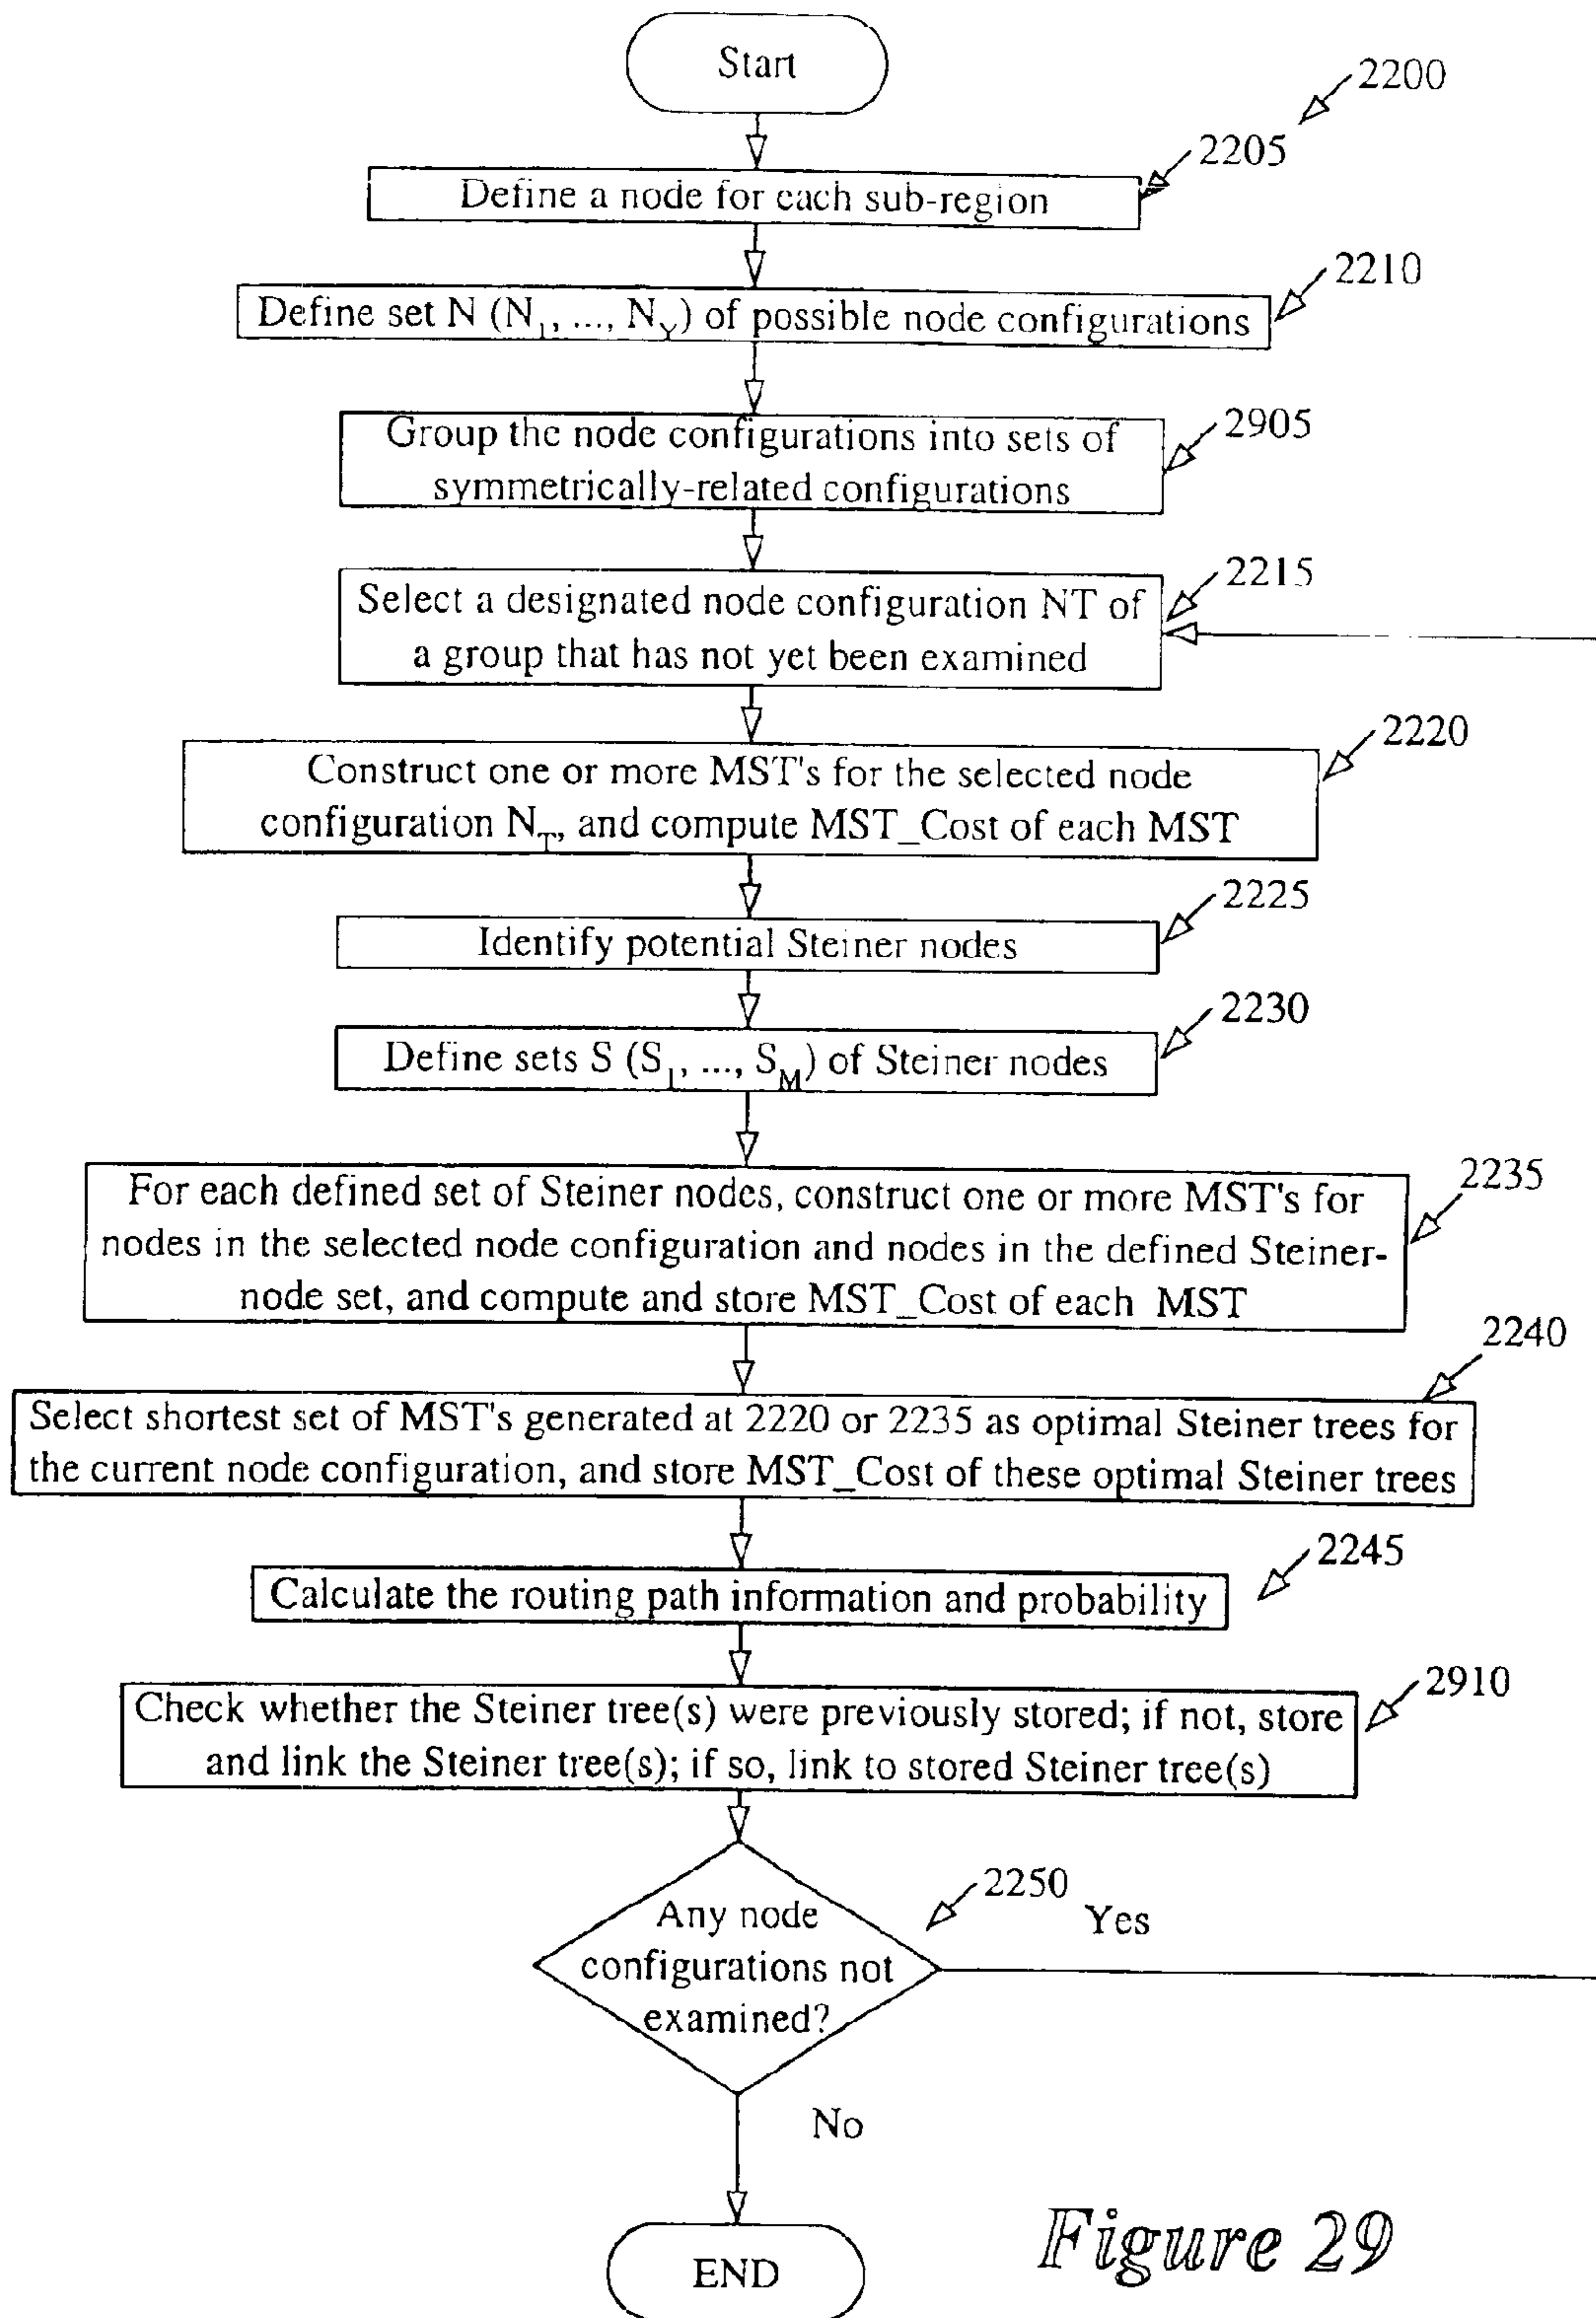 Start
2200
2205
Define a node for each sub-region
2210
Define set N (N1, ..., NY) of possible node configurations
2905
Group the node configurations into sets of
symmetrically-related configurations
2215
Select a designated node configuration NT of
a group that has not yet been examined
2220
Construct one or more MST's for the selected node
configuration NT, and compute MST_Cost of each MST
2225
Identify potential Steiner nodes
2230
Define sets S (S1, ..., SM) of Steiner nodes
2235
For each defined set of Steiner nodes, construct one or more MST's for
nodes in the selected node configuration and nodes in the defined Steiner-
node set, and compute and store MST_Cost of each MST
2240
Select shortest set of MST's generated at 2220 or 2235 as optimal Steiner trees for
the current node configuration, and store MST_Cost of these optimal Steiner trees
2245
Calculate the routing path information and probability
2910
Check whether the Steiner tree(s) were previously stored; if not, store
and link the Steiner tree(s); if so, link to stored Steiner tree(s)
2250
Yes
Any node
configurations not
examined?
No
END
Figure 29